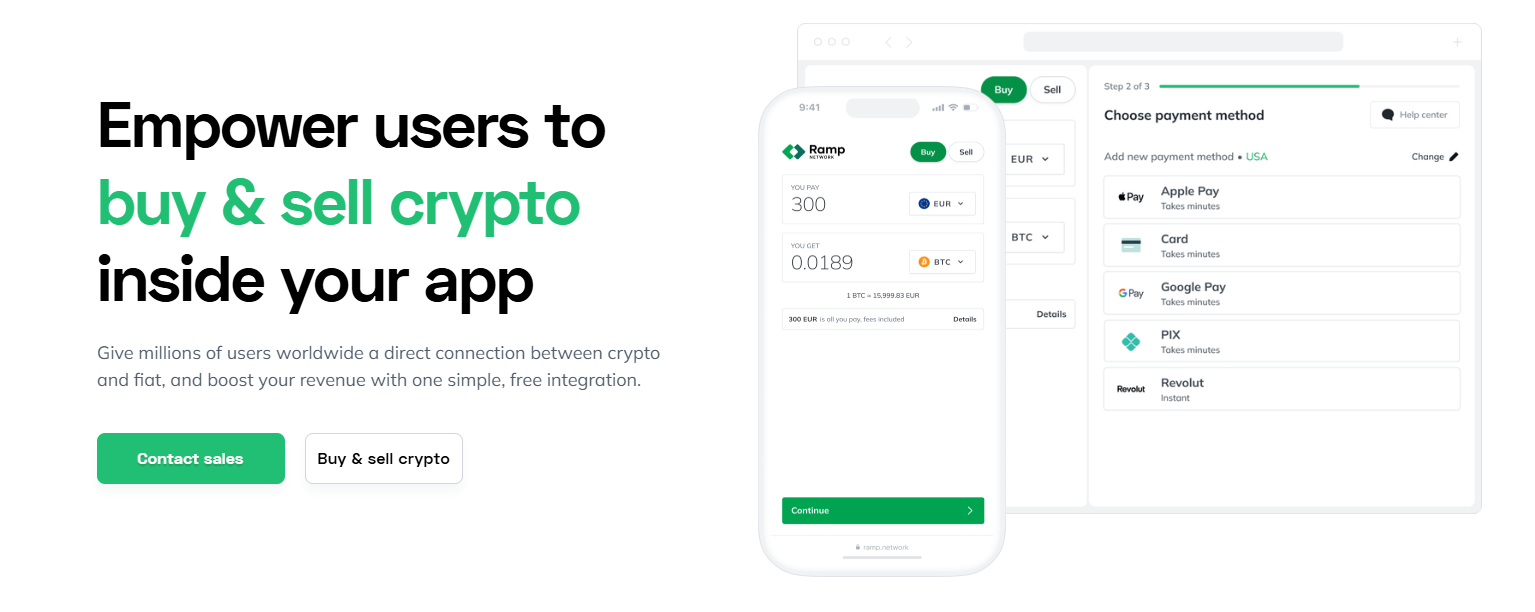 Empower users to
buy & sell crypto
inside your app
Give millions of users worldwide a direct connection between crypto
and fiat, and boost your revenue with one simple, free integration.
Contact sales
Buy & sell crypto
9:41
Ramp
NETWORK
Buy
Sell
YOU PAY
300
EUR
YOU GET
0.0189
BTC
1 BTC ≈ 15,999.83 EUR
300 EUR is all you pay, fees included
Details
Continue
ramp.network
Buy
Sell
EUR
BTC
Details
Step 2 of 3
Choose payment method
Help center
Add new payment method • USA
Change
Pay
Apple Pay
Takes minutes
Card
Takes minutes
G Pay
Google Pay
Takes minutes
PIX
Takes minutes
Revolut
Revolut
Instant